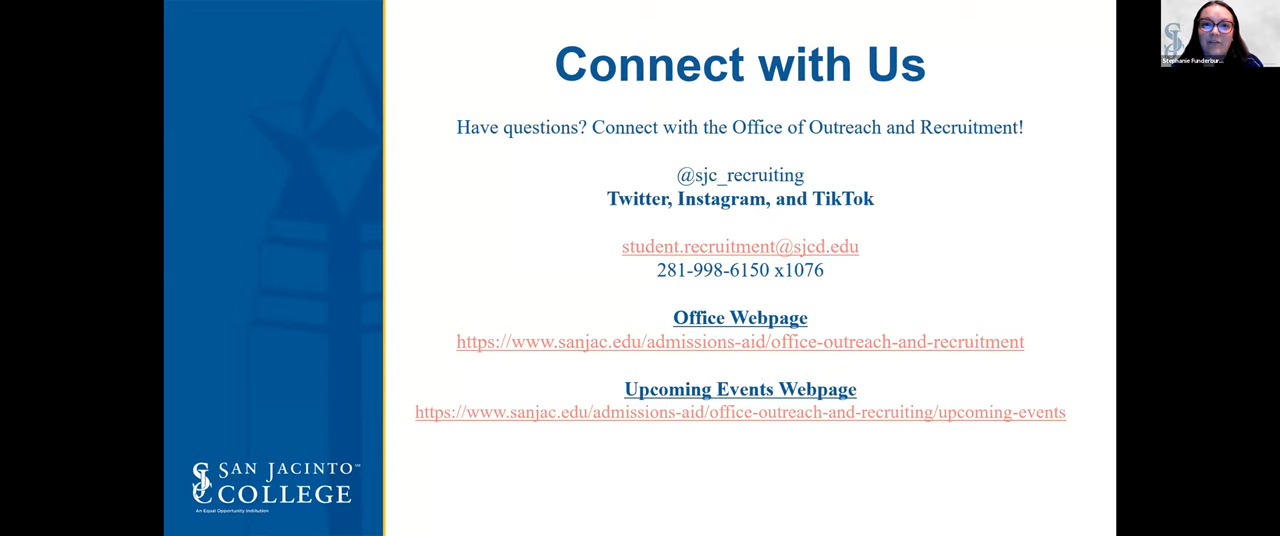 Connect with Us
Have questions? Connect with the Office of Outreach and Recruitment!
@sjc_recruiting
Twitter, Instagram, and TikTok
student.recruitment@sjcd.edu
281-998-6150 x1076
Office Webpage
https://www.sanjac.edu/admissions-aid/office-outreach-and-recruitment
Upcoming Events Webpage
https://www.sanjac.edu/admissions-aid/office-outreach-and-recruiting/upcoming-events
SAN JACINTO
COLLEGE
An Equal Opportunity Institution
Stephanie Funderbur...